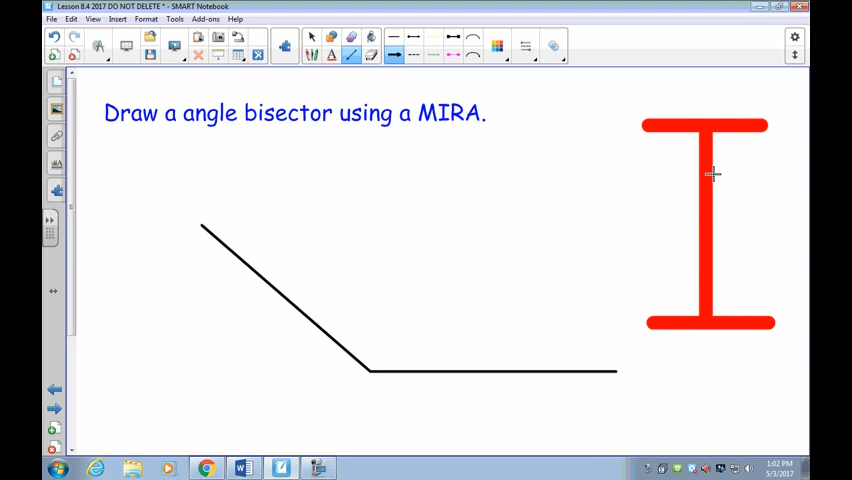 Lesson 8.4 2017 DO NOT DELETE * - SMART Notebook
File Edit View Insert Format Tools Add-ons Help
Draw a angle bisector using a MIRA.
1:02 PM
5/3/2017